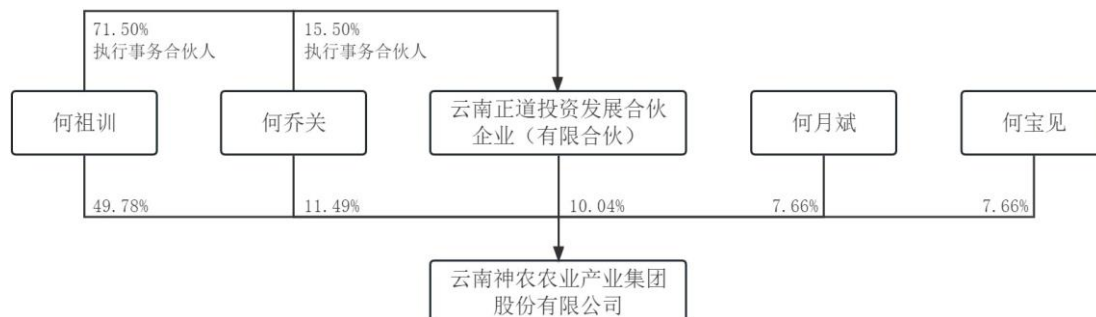 71.50%
执行事务合伙人
15.50%
执行事务合伙人
何祖训
何乔关
云南正道投资发展合伙
企业（有限合伙）
何月斌
何宝见
49.78%
11.49%
10.04%
7.66%
7.66%
云南神农农业产业集团
股份有限公司